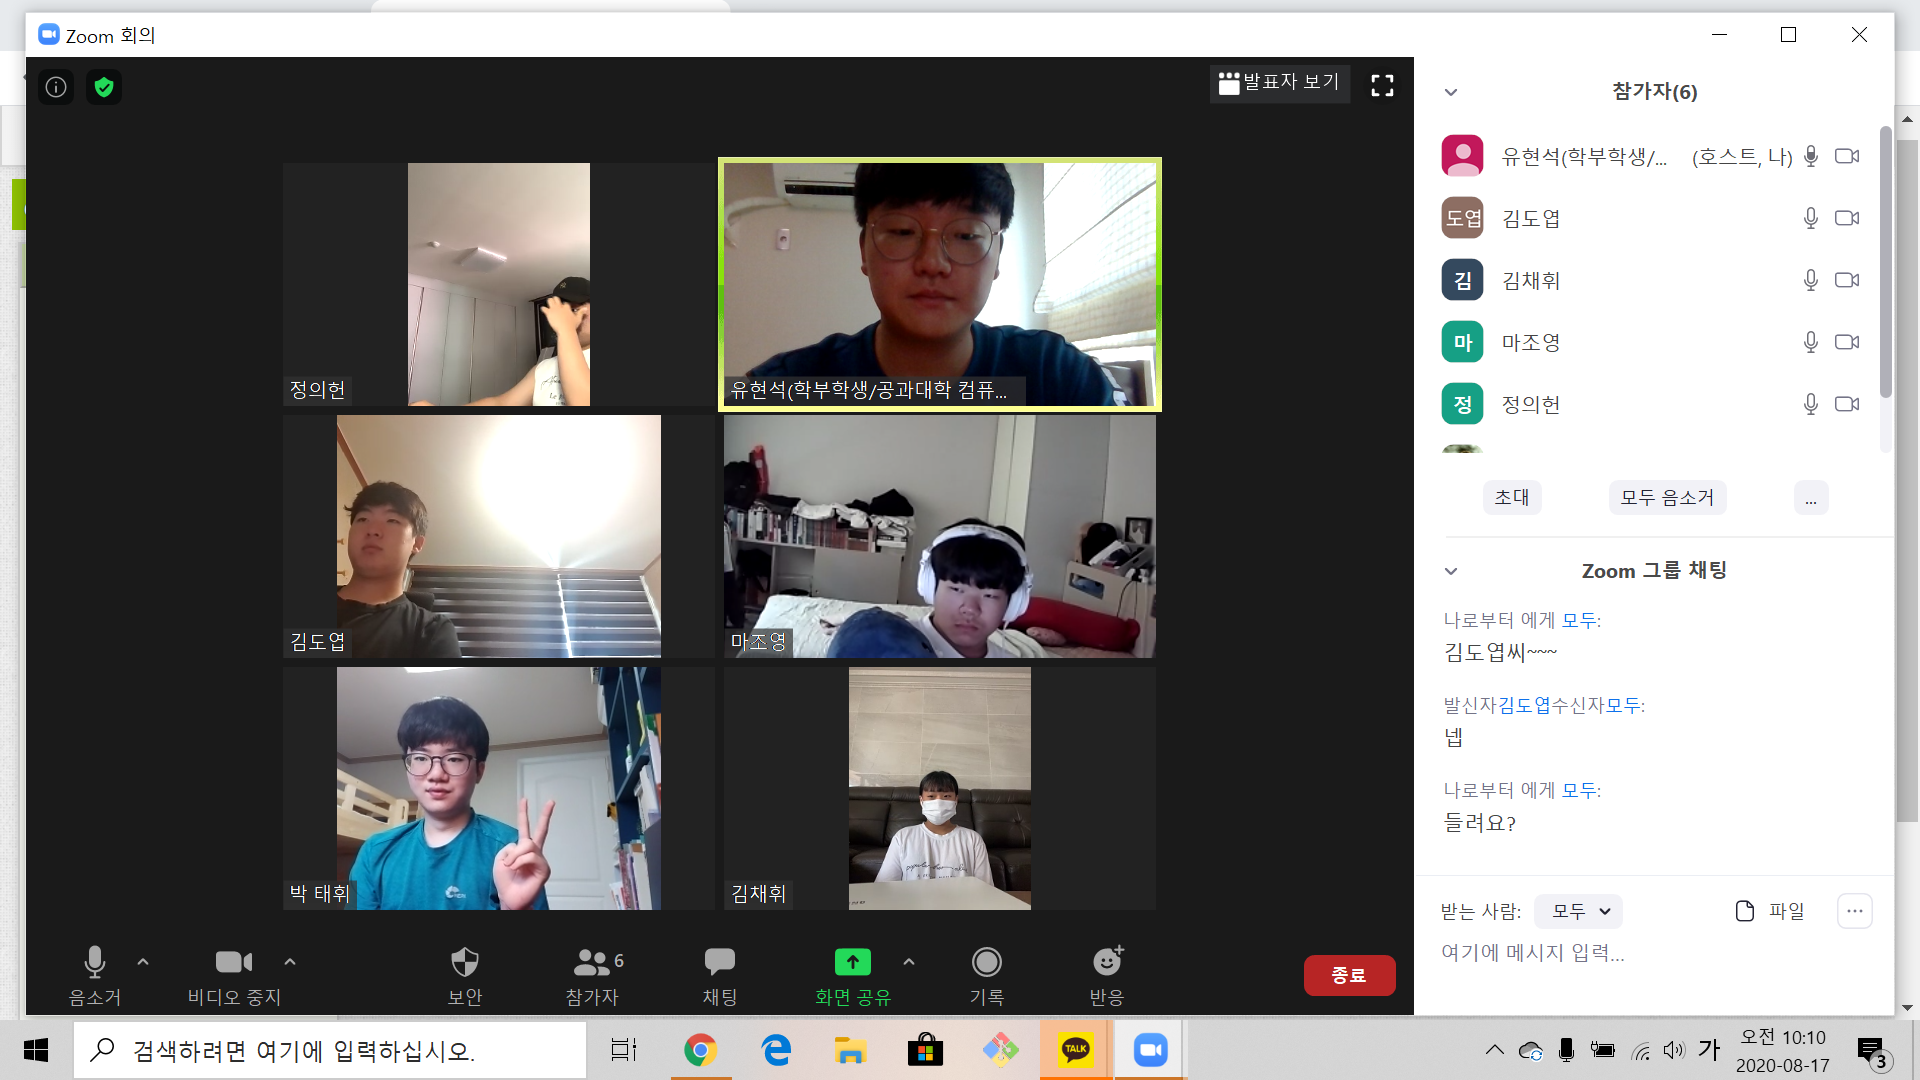 Zoom 회의
발표자 보기
정의헌
유현석(학부학생/공과대학 컴퓨...
김도엽
마조영
박 태휘
김채휘
음소거
비디오 중지
보안
6
참가자
채팅
화면 공유
기록
반응
종료
참가자(6)
유현석(학부학생/... (호스트, 나)
도엽 김도엽
김 김채휘
마 마조영
정 정의헌
초대
모두 음소거
...
Zoom 그룹 채팅
나로부터 에게 모두:
김도엽씨~~~
발신자김도엽수신자모두:
넵
나로부터 에게 모두:
들려요?
받는 사람: 모두
파일
여기에 메시지 입력...
검색하려면 여기에 입력하십시오.
TALK
가
오전 10:10
2020-08-17
3